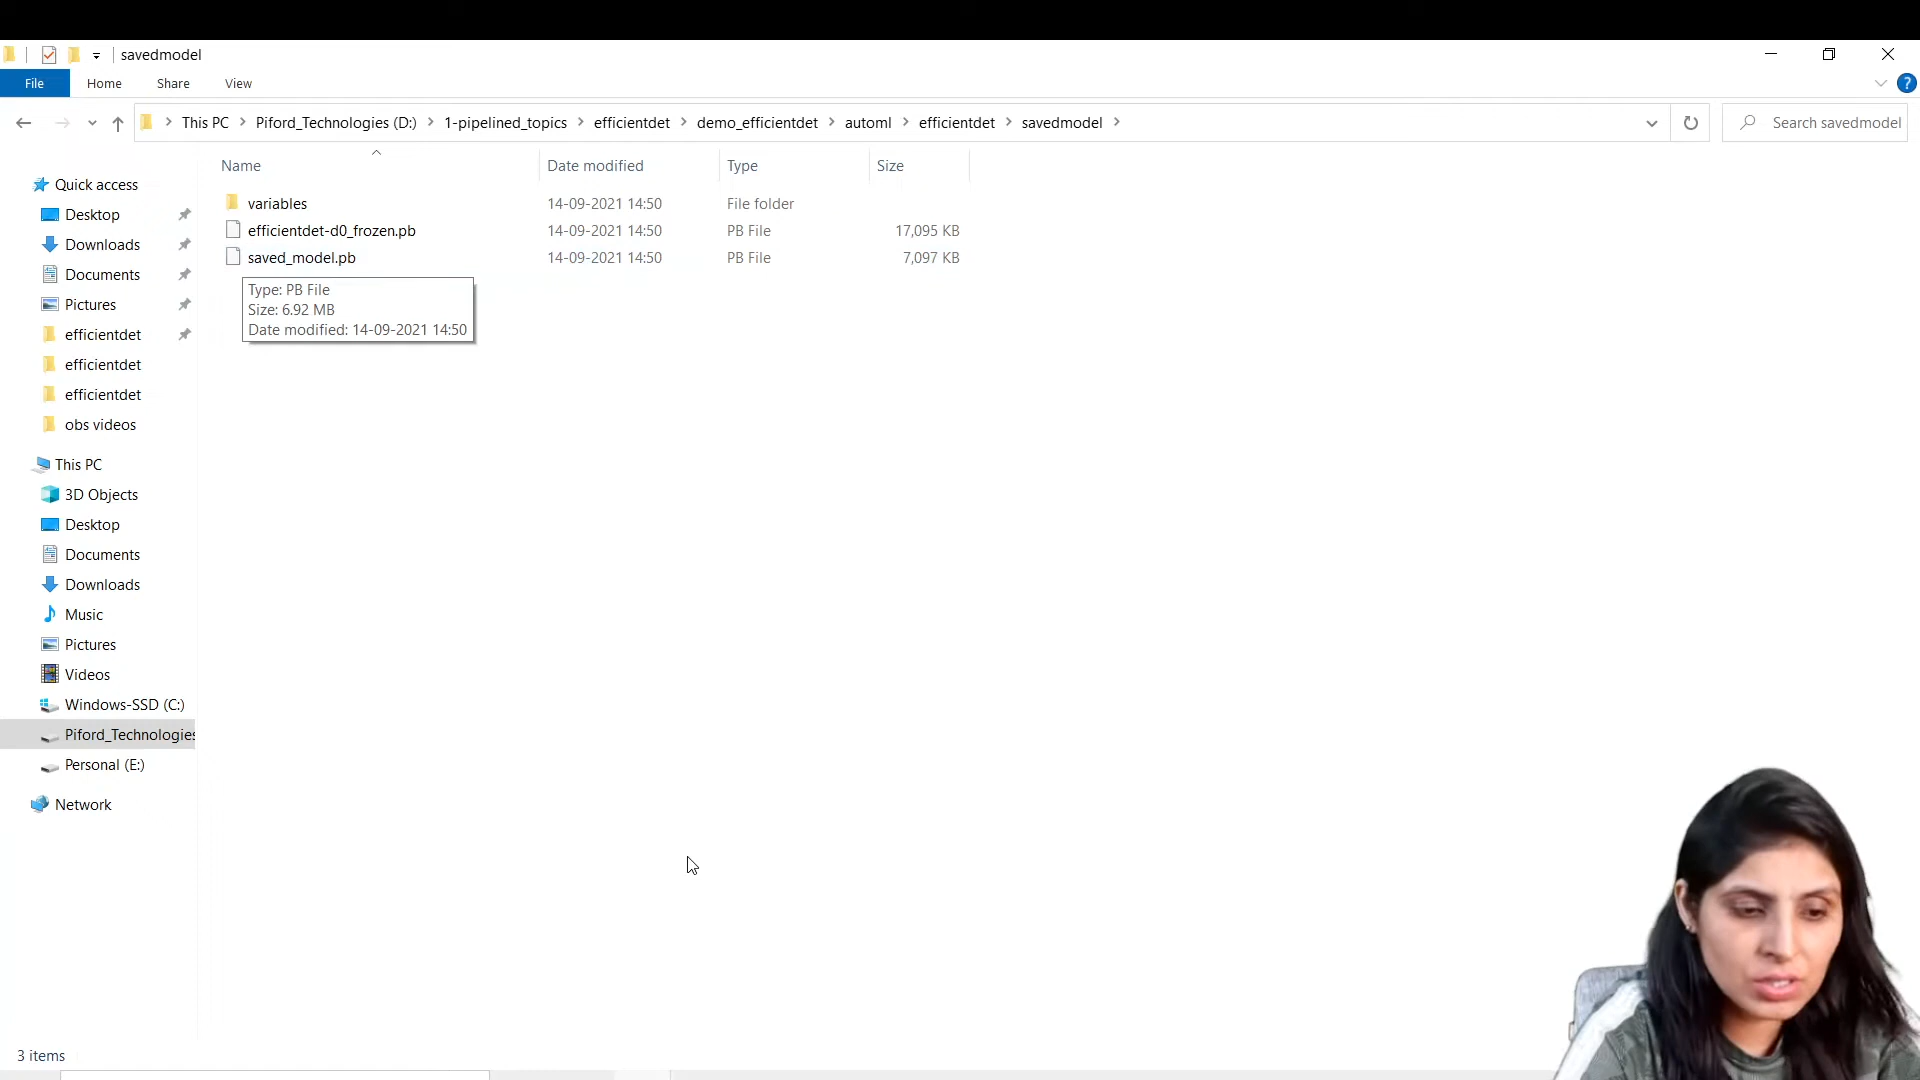 savedmodel
File Home Share View
This PC Piford_Technologies (D:) 1-pipelined_topics efficientdet demo_efficientdet automl efficientdet savedmodel
Search savedmodel
Name Date modified Type Size
variables 14-09-2021 14:50 File folder
efficientdet-d0_frozen.pb 14-09-2021 14:50 PB File 17,095 KB
saved_model.pb 14-09-2021 14:50 PB File 7,097 KB
Type: PB File
Size: 6.92 MB
Date modified: 14-09-2021 14:50
Quick access
Desktop
Downloads
Documents
Pictures
efficientdet
efficientdet
efficientdet
obs videos
This PC
3D Objects
Desktop
Documents
Downloads
Music
Pictures
Videos
Windows-SSD (C:)
Piford_Technologies
Personal (E:)
Network
3 items